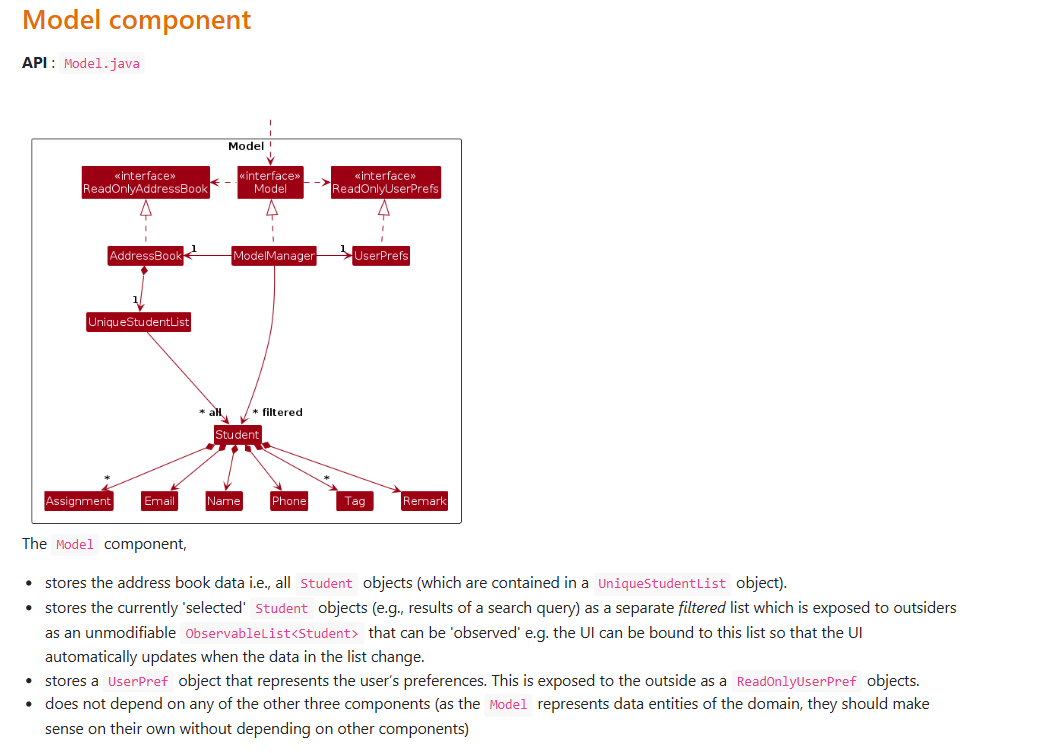 Model component
API : Model.java
Model
«interface» ReadOnlyAddressBook
«interface» Model
«interface» ReadOnlyUserPrefs
AddressBook
1
ModelManager
1
UserPrefs
1
UniqueStudentList
* all
* filtered
Student
*
*
Assignment
Email
Name
Phone
Tag
Remark
The Model component,
• stores the address book data i.e., all Student objects (which are contained in a UniqueStudentList object).
• stores the currently 'selected' Student objects (e.g., results of a search query) as a separate filtered list which is exposed to outsiders
as an unmodifiable ObservableList<Student> that can be 'observed' e.g. the UI can be bound to this list so that the UI
automatically updates when the data in the list change.
• stores a UserPref object that represents the user's preferences. This is exposed to the outside as a ReadOnlyUserPref objects.
• does not depend on any of the other three components (as the Model represents data entities of the domain, they should make
sense on their own without depending on other components)